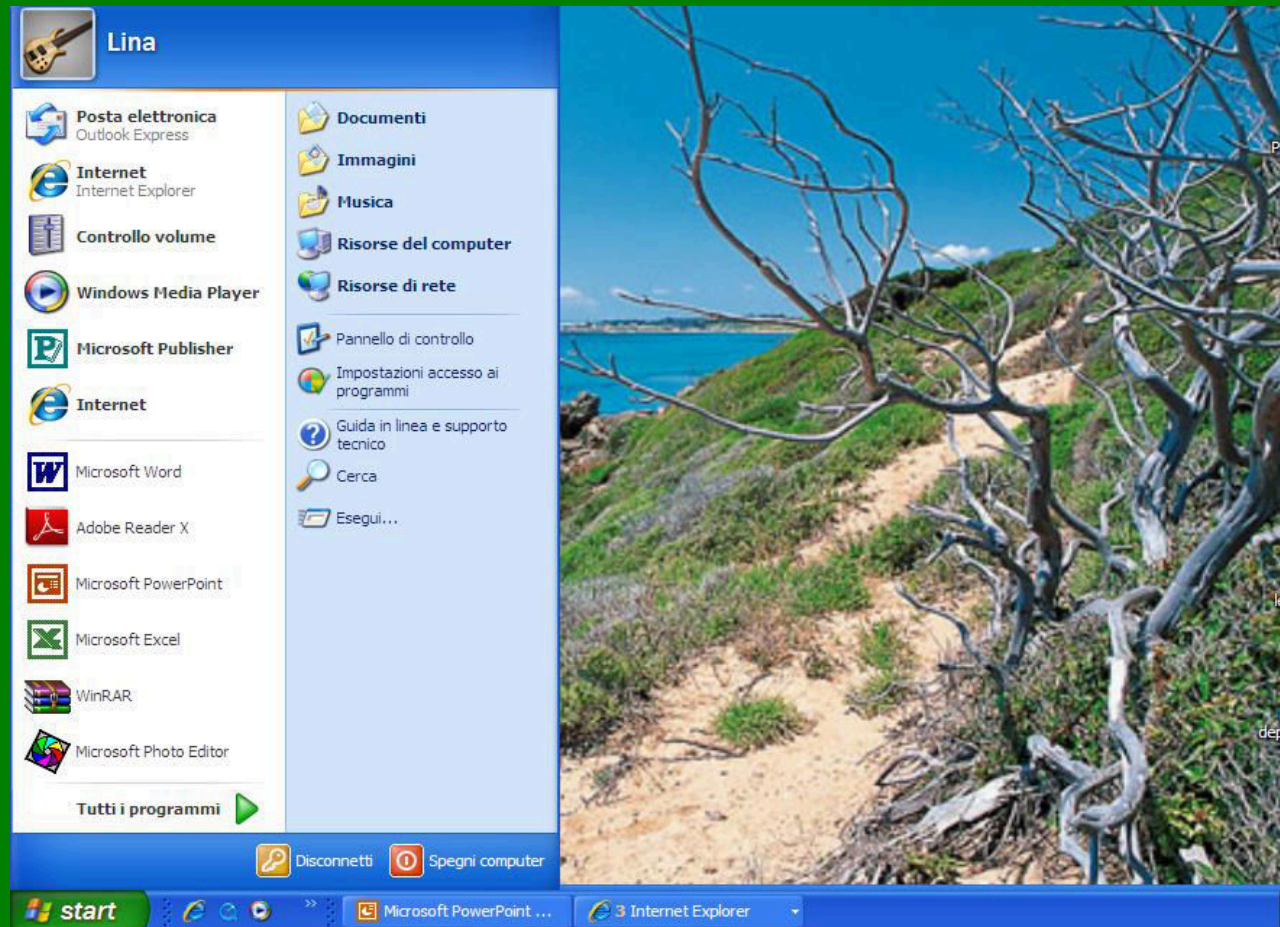 Lina
Posta elettronica
Outlook Express
Internet
Internet Explorer
Controllo volume
Windows Media Player
Microsoft Publisher
Internet
Microsoft Word
Adobe Reader X
Microsoft PowerPoint
Microsoft Excel
WinRAR
Microsoft Photo Editor
Tutti i programmi
Documenti
Immagini
Musica
Risorse del computer
Risorse di rete
Pannello di controllo
Impostazioni accesso ai
programmi
Guida in linea e supporto
tecnico
Cerca
Esegui...
Disconnetti
Spegni computer
start
Microsoft PowerPoint ...
3 Internet Explorer